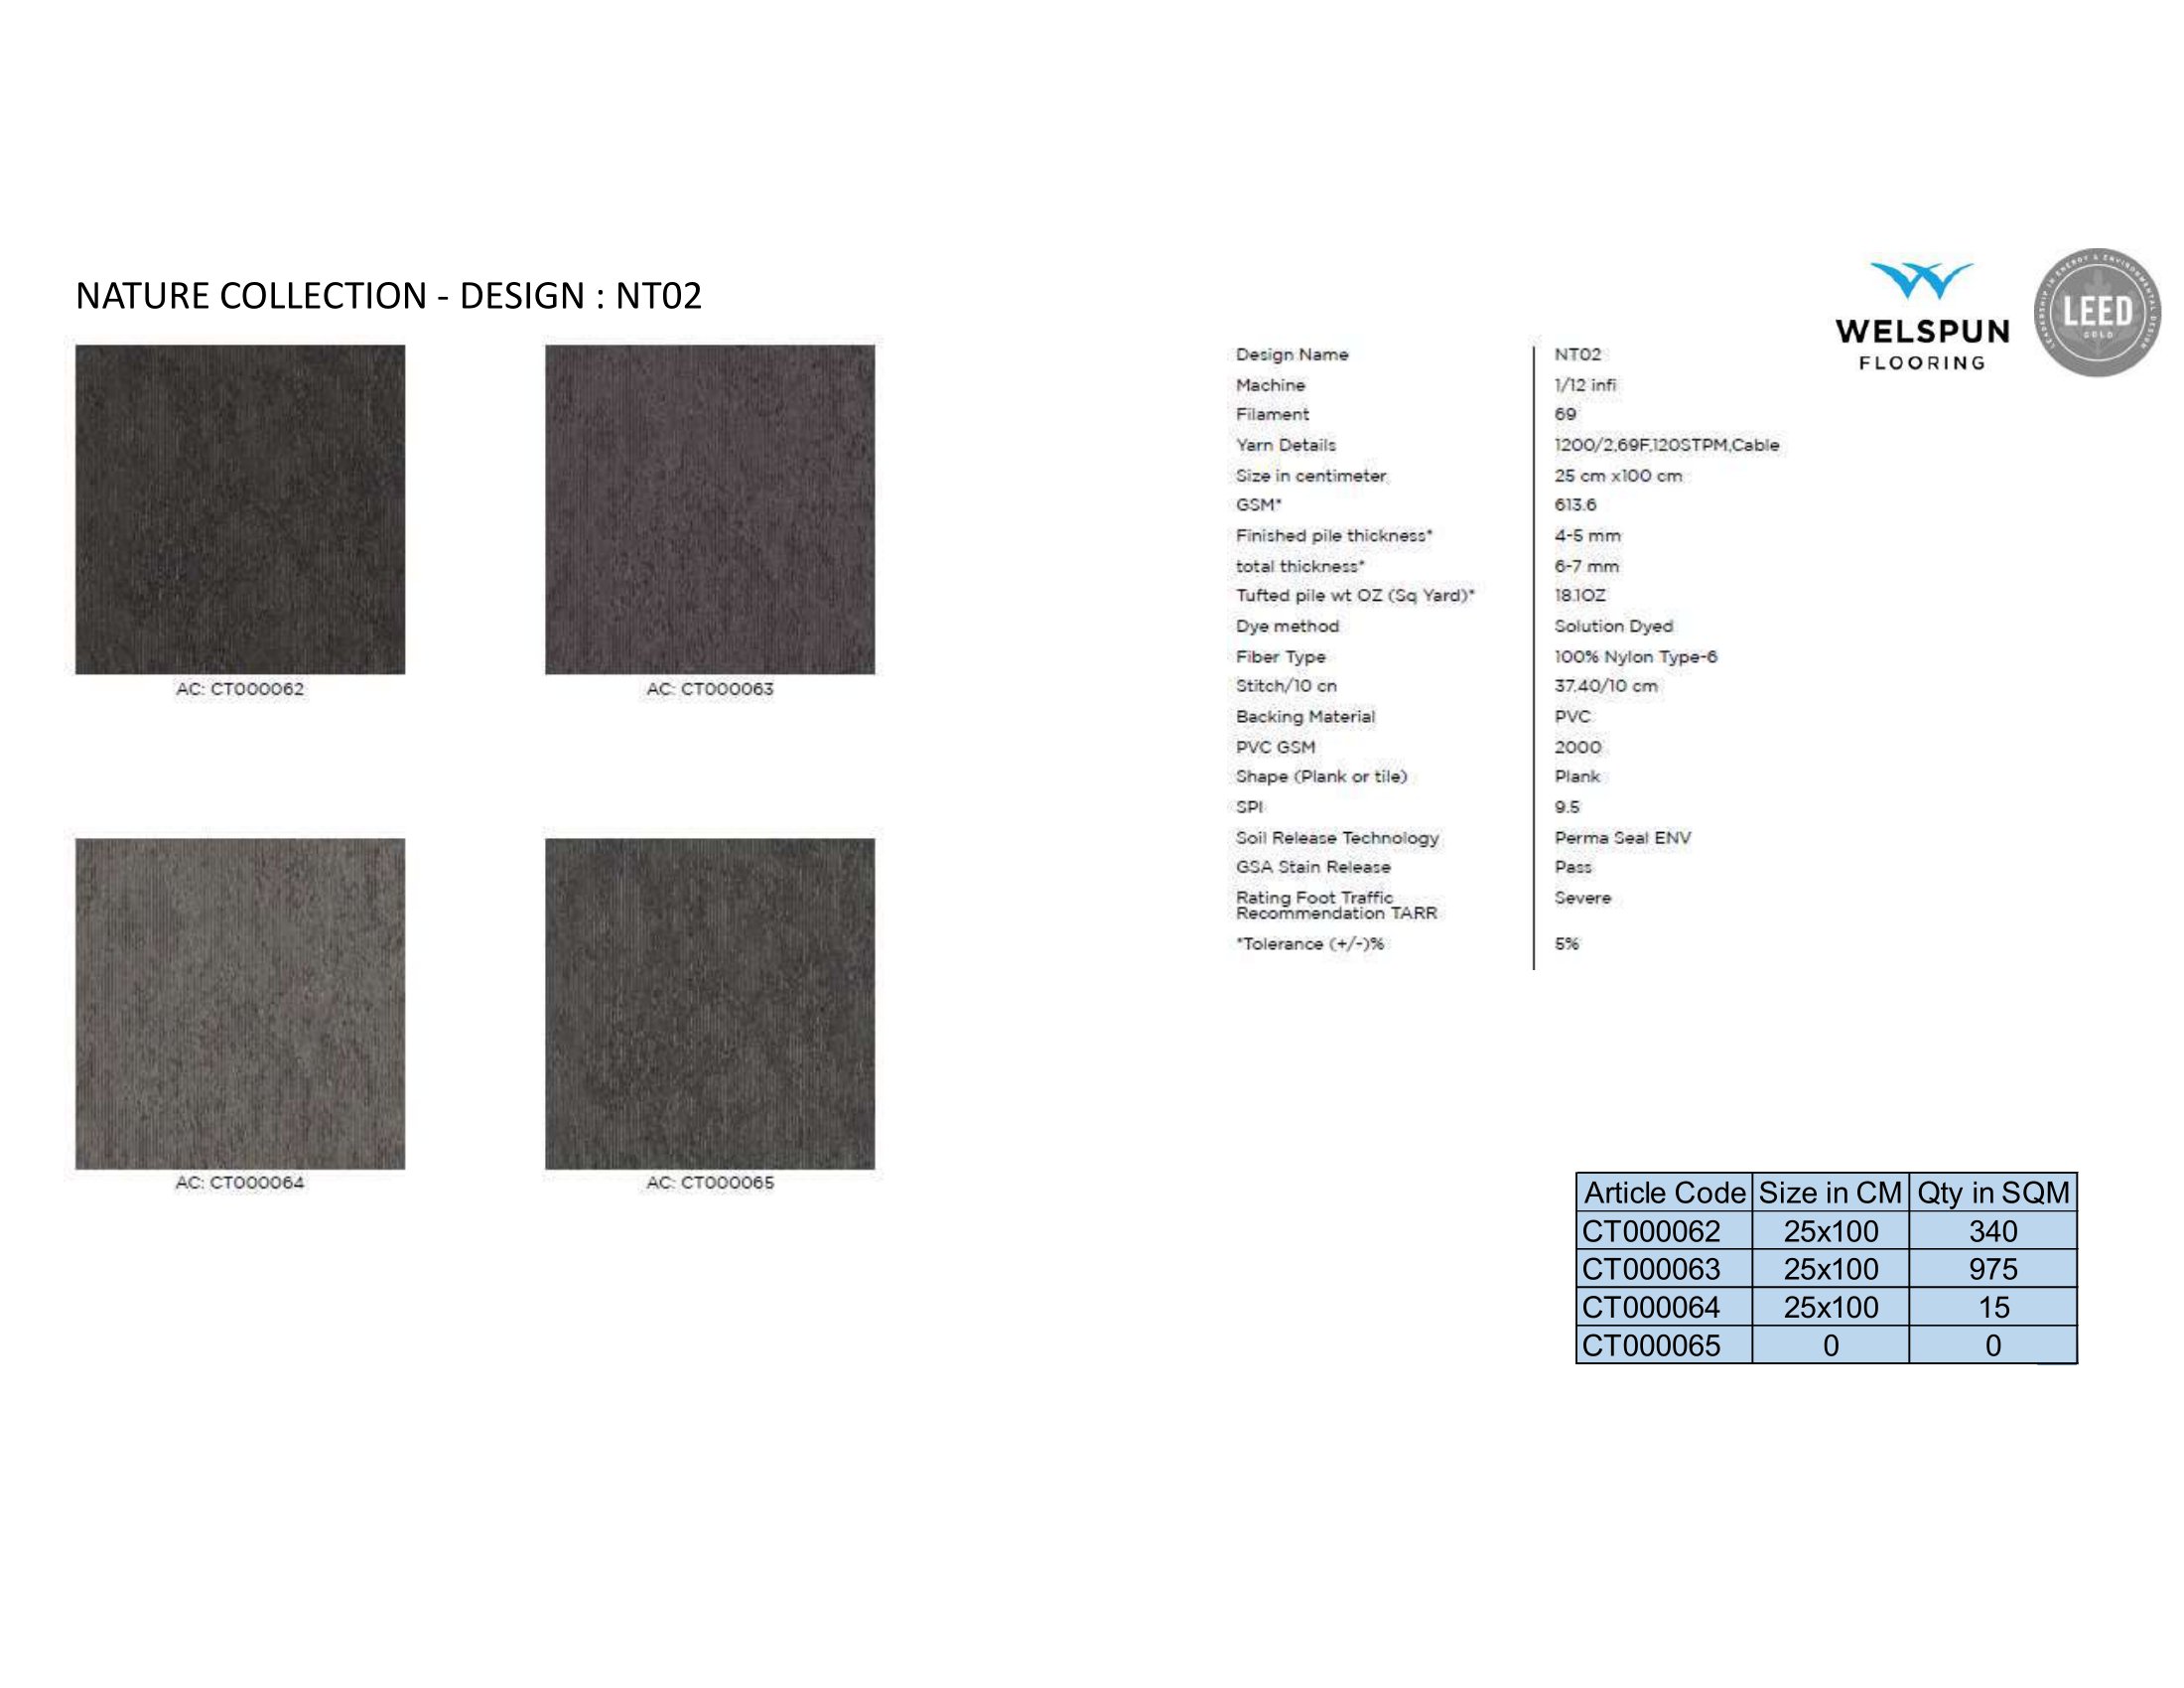 NATURE COLLECTION - DESIGN : NT02
AC: CT000062
AC: CT000063
AC: CT000064
AC: CT000065
WELSPUN
FLOORING
LEADERSHIP IN ENERGY & ENVIRONMENTAL DESIGN
LEED
GOLD
Design Name NT02
Machine 1/12 infi
Filament 69
Yarn Details 1200/2,69F,120STPM,Cable
Size in centimeter 25 cm x100 cm
GSM* 613.6
Finished pile thickness* 4-5 mm
total thickness* 6-7 mm
Tufted pile wt OZ (Sq Yard)* 18.1OZ
Dye method Solution Dyed
Fiber Type 100% Nylon Type-6
Stitch/10 cn 37.40/10 cm
Backing Material PVC
PVC GSM 2000
Shape (Plank or tile) Plank
SPI 9.5
Soil Release Technology Perma Seal ENV
GSA Stain Release Pass
Rating Foot Traffic Severe
Recommendation TARR
*Tolerance (+/-)% 5%
Article Code Size in CM Qty in SQM
CT000062 25x100 340
CT000063 25x100 975
CT000064 25x100 15
CT000065 0 0